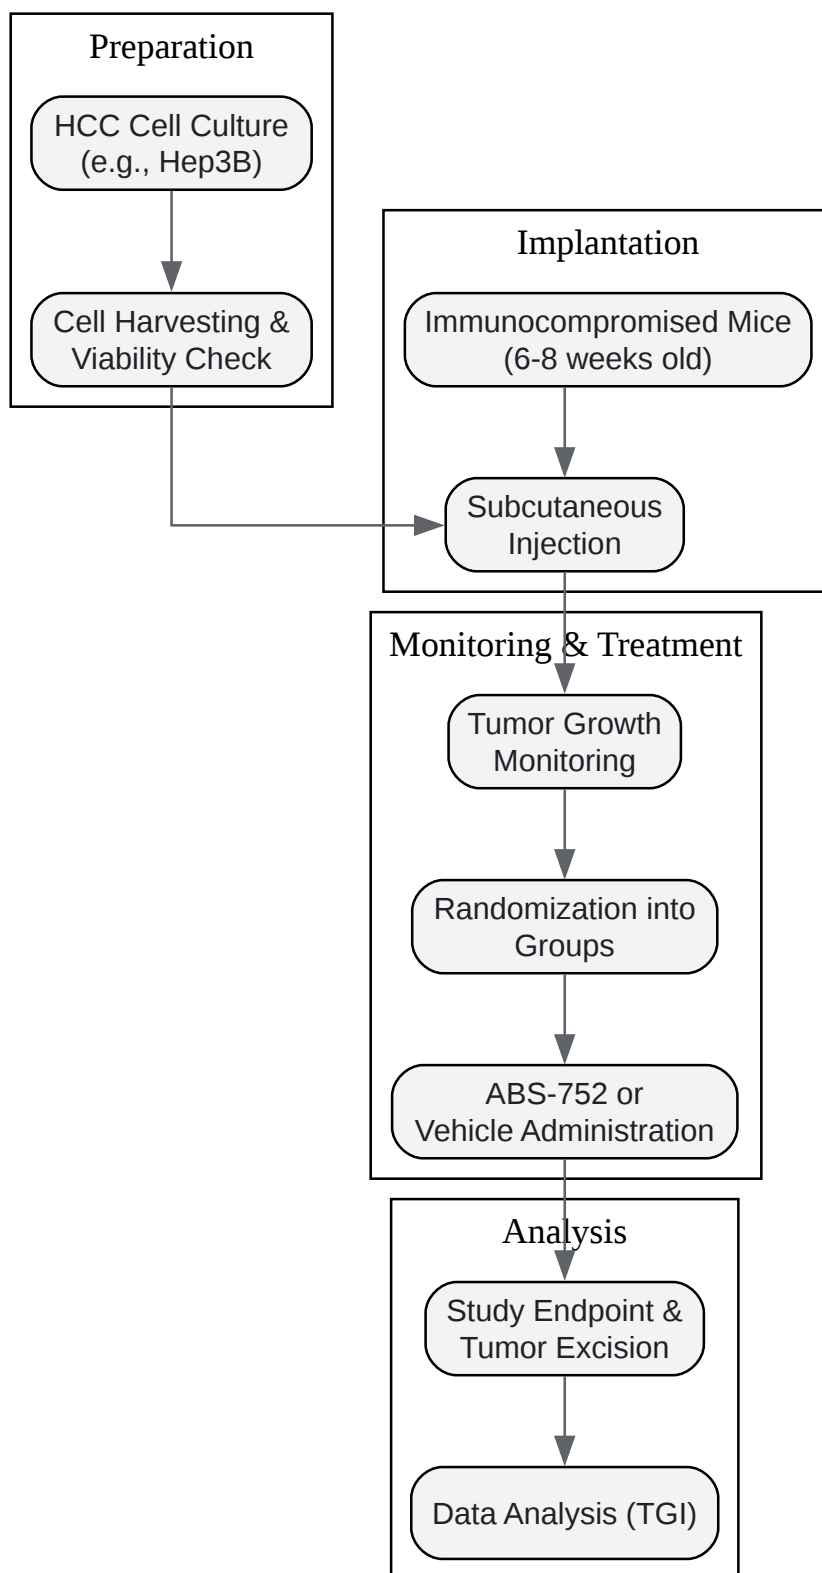 Preparation
HCC Cell Culture
(e.g., Hep3B)
Cell Harvesting &
Viability Check
Implantation
Immunocompromised Mice
(6-8 weeks old)
Subcutaneous
Injection
Monitoring & Treatment
Tumor Growth
Monitoring
Randomization into
Groups
ABS-752 or
Vehicle Administration
Analysis
Study Endpoint &
Tumor Excision
Data Analysis (TGI)